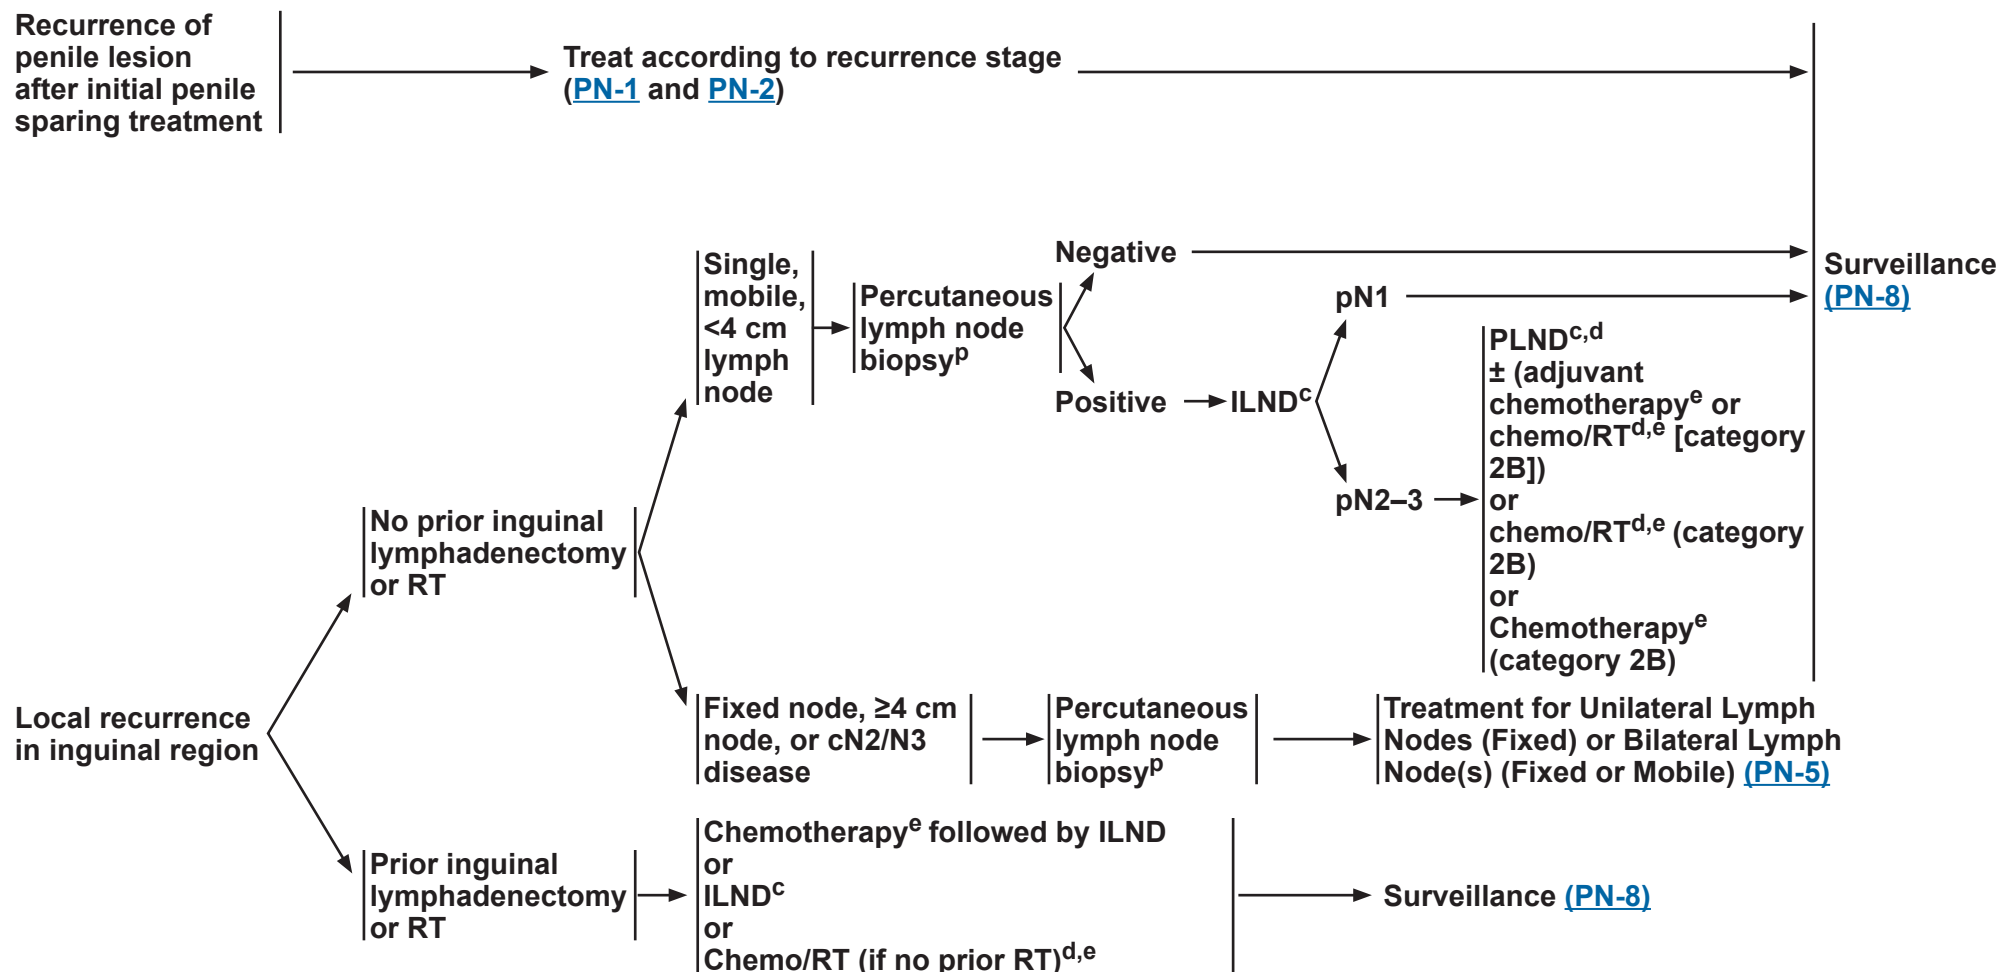 Recurrence of
penile lesion
after initial penile
sparing treatment
Treat according to recurrence stage
(PN-1 and PN-2)
Single,
mobile,
<4 cm
lymph
node
Percutaneous
lymph node
biopsyp
Negative
Positive
ILNDc
pN1
pN2–3
PLNDc,d
± (adjuvant
chemotherapye or
chemo/RTd,e [category
2B])
or
chemo/RTd,e (category
2B)
or
Chemotherapye
(category 2B)
Surveillance
(PN-8)
No prior inguinal
lymphadenectomy
or RT
Local recurrence
in inguinal region
Fixed node, ≥4 cm
node, or cN2/N3
disease
Percutaneous
lymph node
biopsyp
Treatment for Unilateral Lymph
Nodes (Fixed) or Bilateral Lymph
Node(s) (Fixed or Mobile) (PN-5)
Prior inguinal
lymphadenectomy
or RT
Chemotherapye followed by ILND
or
ILNDc
or
Chemo/RT (if no prior RT)d,e
Surveillance (PN-8)